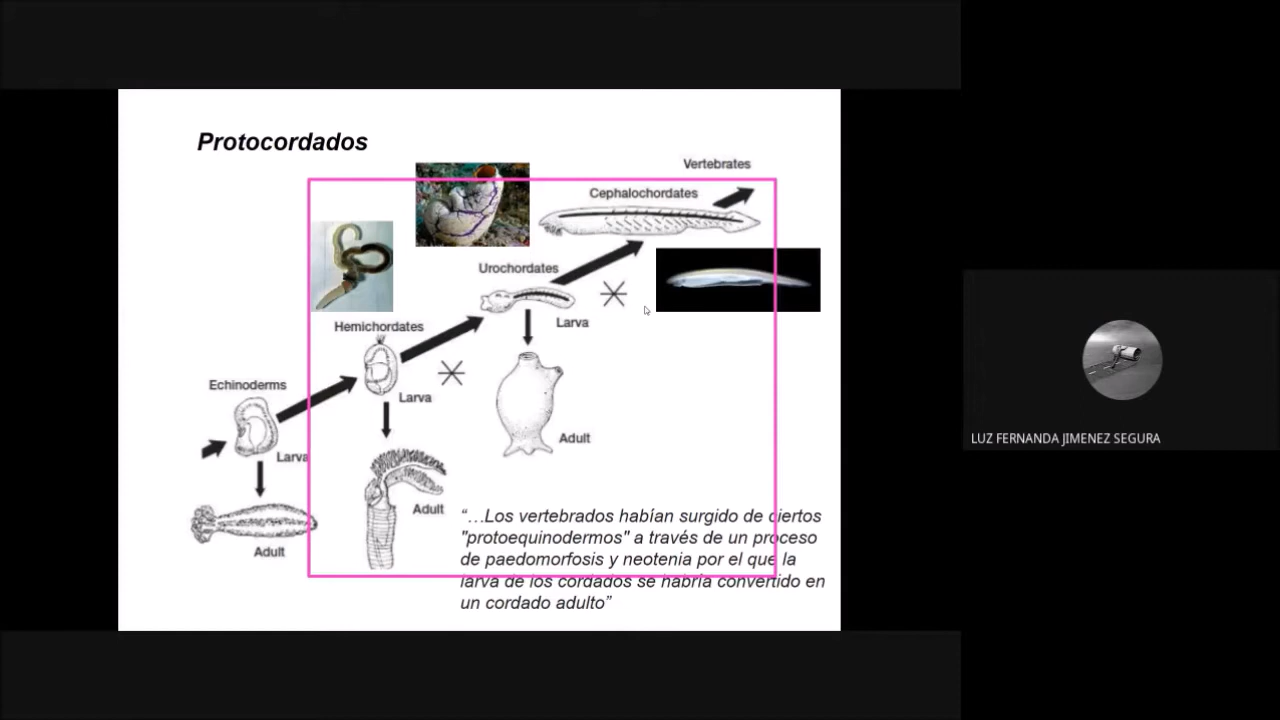 Protocordados
Vertebrates
Cephalochordates
Urochordates
Larva
Hemichordates
Larva
Echinoderms
Adult
Larva
LUZ FERNANDA JIMENEZ SEGURA
Adult
Adult
“...Los vertebrados habían surgido de ciertos
"protoequinodermos" a través de un proceso
de paedomorfosis y neotenia por el que la
larva de los cordados se habría convertido en
un cordado adulto”